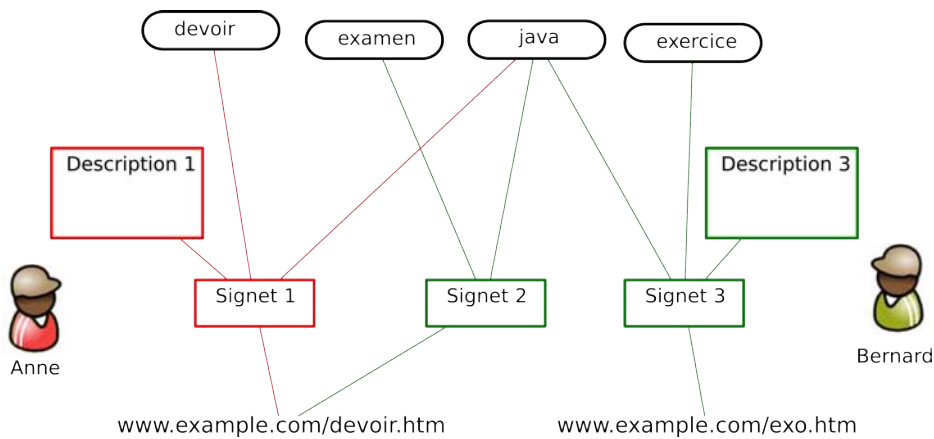 devoir
examen
java
exercice
Description 1
Description 3
Signet 1
Signet 2
Signet 3
Anne
Bernard
www.example.com/devoir.htm
www.example.com/exo.htm